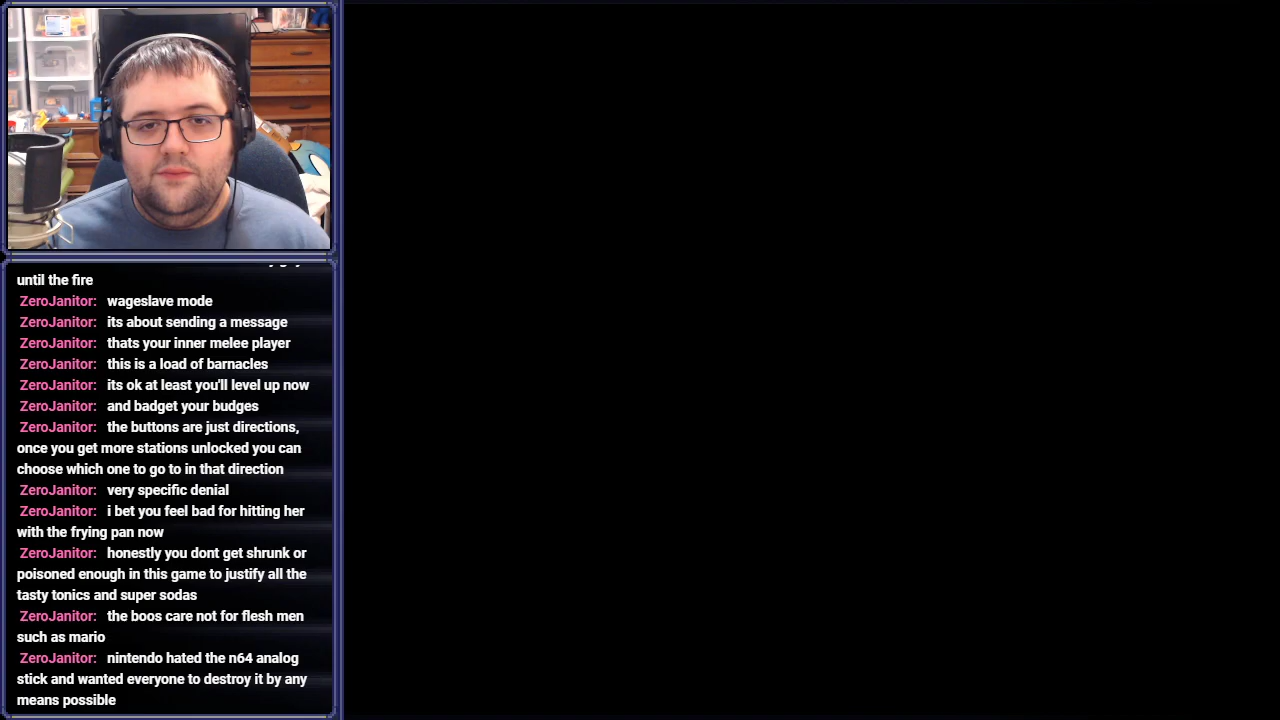 until the fire
ZeroJanitor: wageslave mode
ZeroJanitor: its about sending a message
ZeroJanitor: thats your inner melee player
ZeroJanitor: this is a load of barnacles
ZeroJanitor: its ok at least you'll level up now
ZeroJanitor: and badget your budges
ZeroJanitor: the buttons are just directions,
once you get more stations unlocked you can
choose which one to go to in that direction
ZeroJanitor: very specific denial
ZeroJanitor: i bet you feel bad for hitting her
with the frying pan now
ZeroJanitor: honestly you dont get shrunk or
poisoned enough in this game to justify all the
tasty tonics and super sodas
ZeroJanitor: the boos care not for flesh men
such as mario
ZeroJanitor: nintendo hated the n64 analog
stick and wanted everyone to destroy it by any
means possible